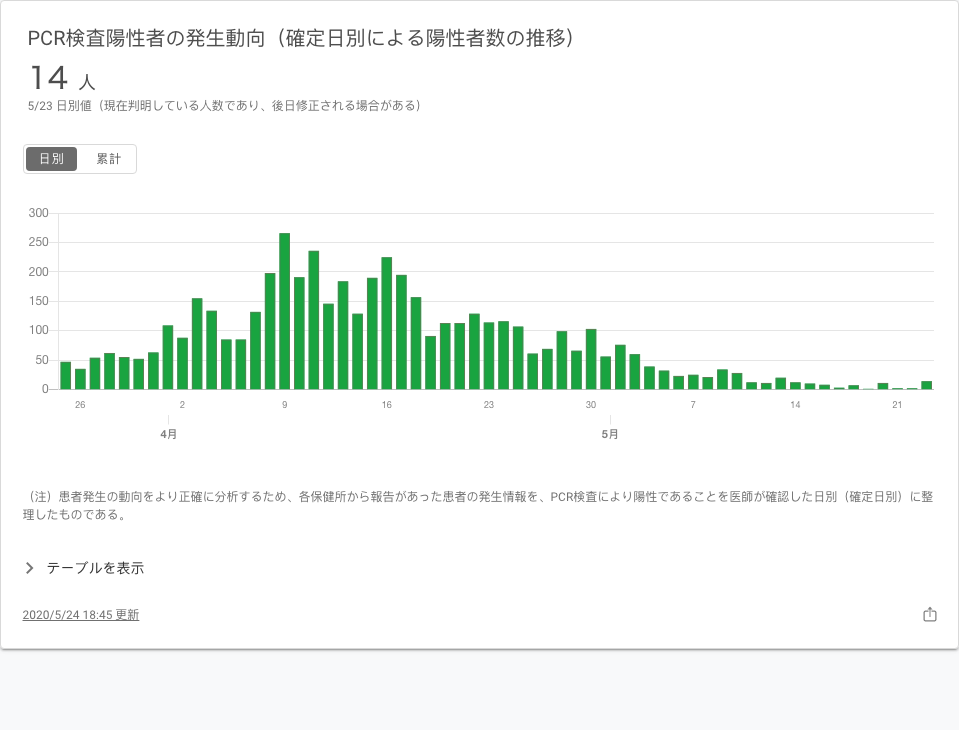 PCR検査陽性者の発生動向（確定日別による陽性者数の推移）
14 人
5/23 日別値（現在判明している人数であり、後日修正される場合がある）
日別 累計
300
250
200
150
100
50
0
26 2 9 16 23 30 7 14 21
4月 5月
（注）患者発生の動向をより正確に分析するため、各保健所から報告があった患者の発生情報を、PCR検査により陽性であることを医師が確認した日別（確定日別）に整
理したものである。
テーブルを表示
2020/5/24 18:45 更新